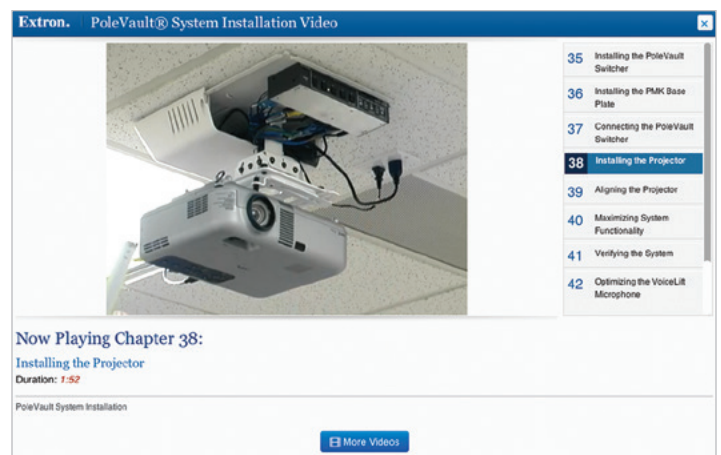 Extron. PoleVault® System Installation Video
35 Installing the PoleVault
Switcher
36 Installing the PMK Base
Plate
37 Connecting the PoleVault
Switcher
38 Installing the Projector
39 Aligning the Projector
40 Maximizing System
Functionality
41 Verifying the System
42 Optimizing the VoiceLift
Microphone
Now Playing Chapter 38:
Installing the Projector
Duration: 1:52
PoleVault System Installation
More Videos